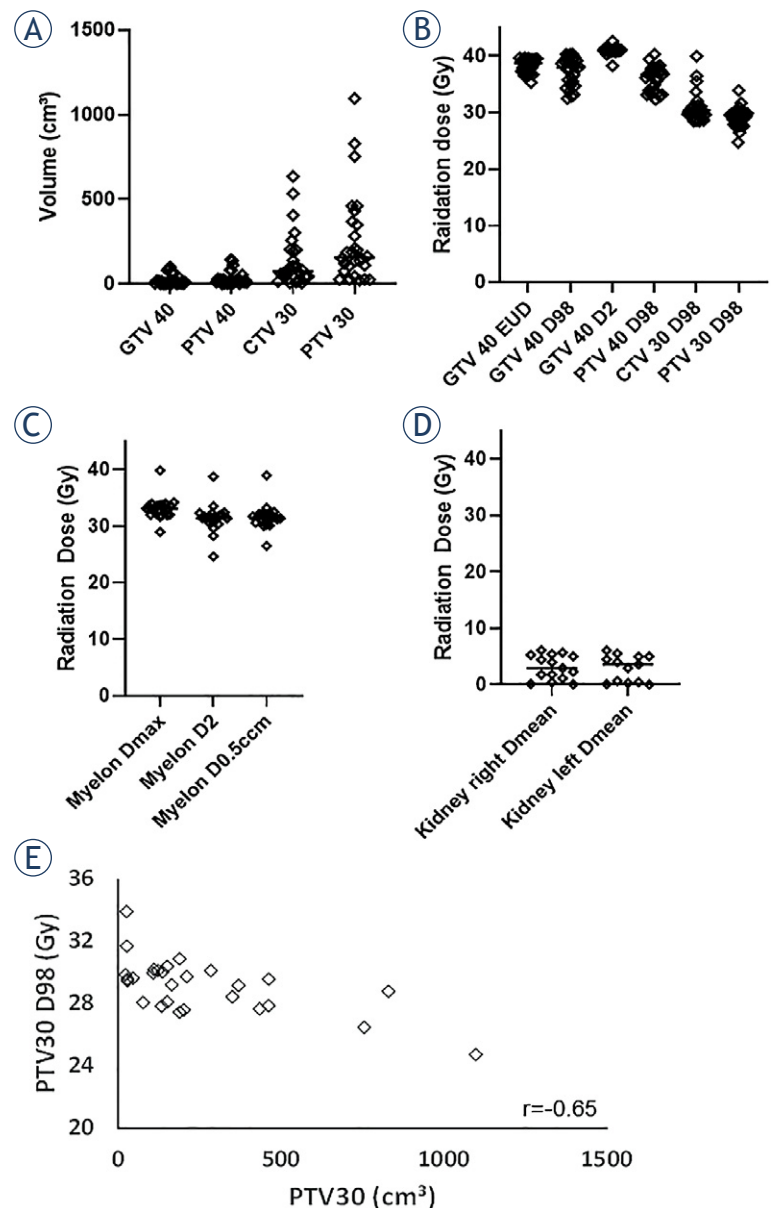 A
1500
1000
500
0
Volume (cm³)
GTV 40
PTV 40
CTV 30
PTV 30
B
40
30
20
10
0
Raidation dose (Gy)
GTV 40 EUD
GTV 40 D98
GTV 40 D2
PTV 40 D98
CTV 30 D98
PTV 30 D98
C
40
30
20
10
0
Radiation Dose (Gy)
Myelon Dmax
Myelon D2
Myelon D0.5ccm
D
40
30
20
10
0
Radiation Dose (Gy)
Kidney right Dmean
Kidney left Dmean
E
36
32
28
24
20
PTV30 D98 (Gy)
r=-0.65
0 500 1000 1500
PTV30 (cm³)